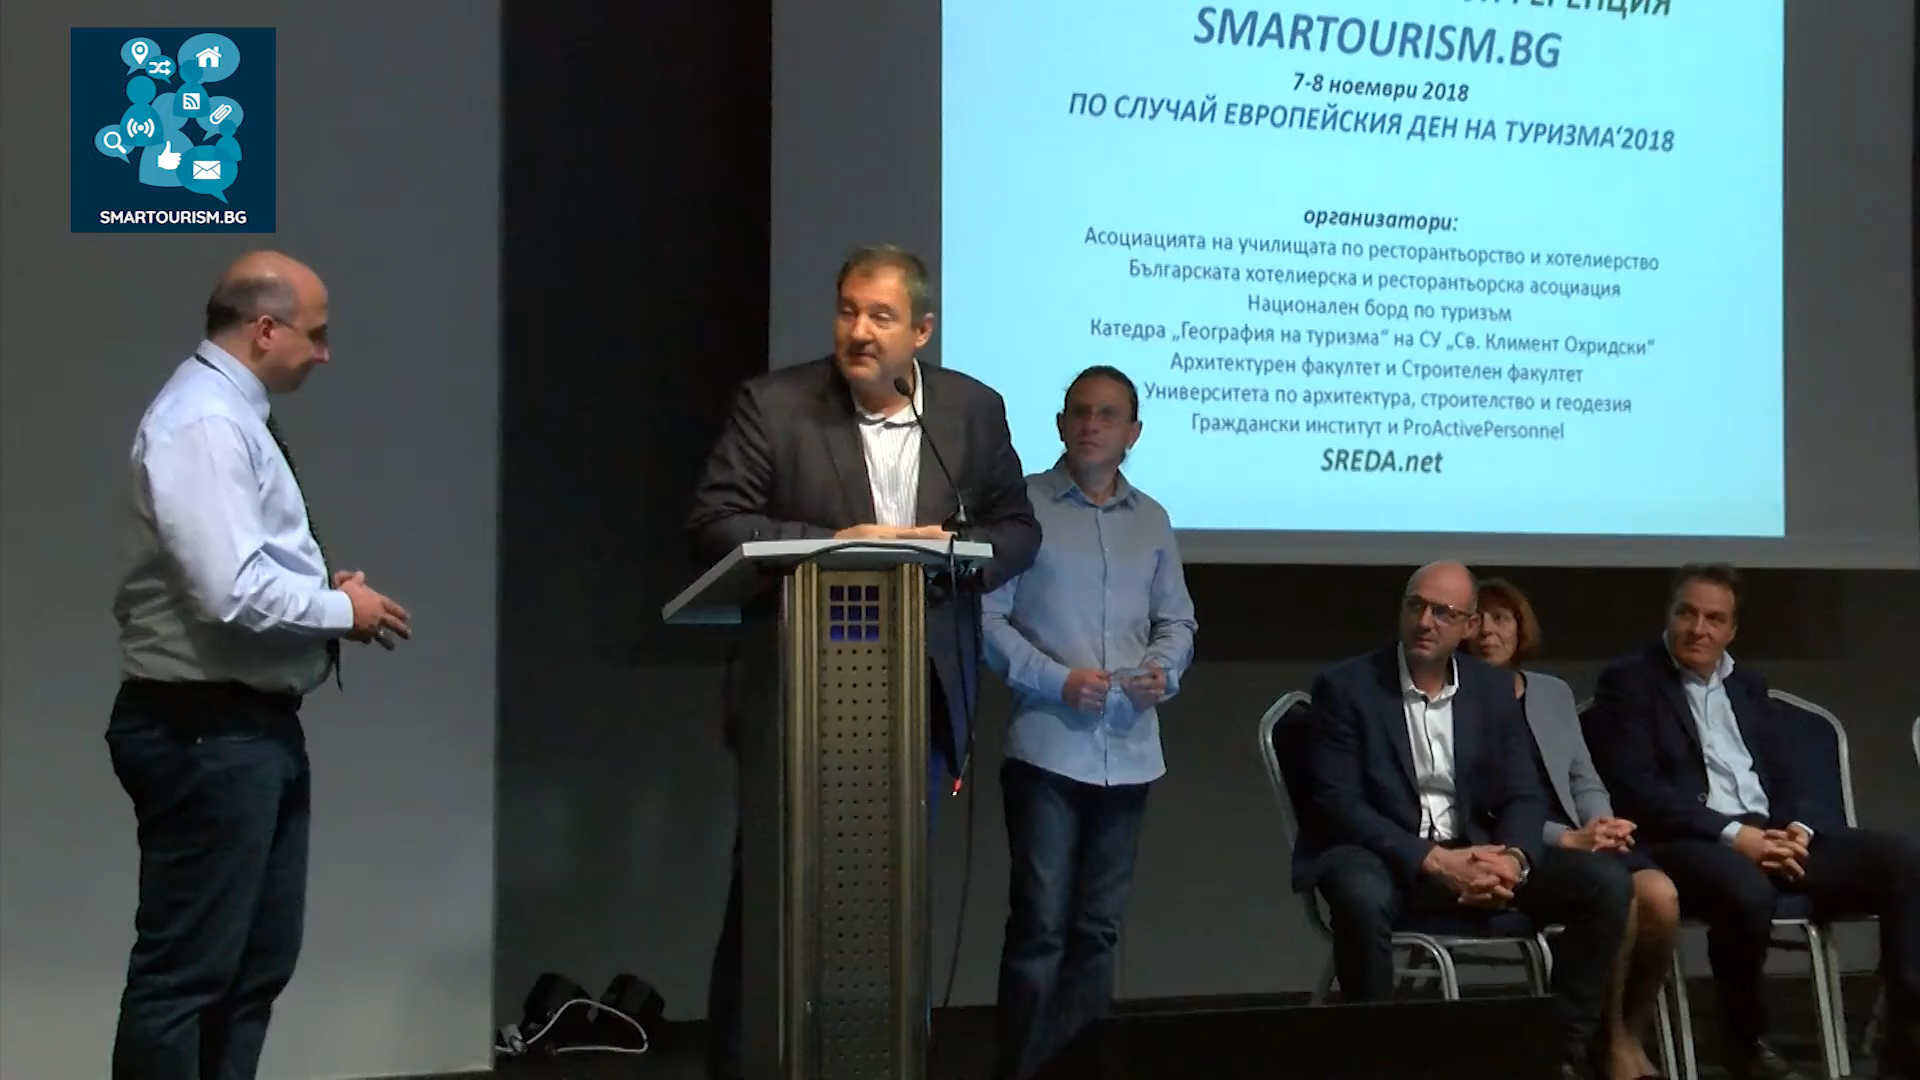 SMARTOURISM.BG
SMARTOURISM.BG
7-8 ноември 2018
ПО СЛУЧАЙ ЕВРОПЕЙСКИЯ ДЕН НА ТУРИЗМА‘2018
организатори:
Асоциацията на училищата по ресторантьорство и хотелиерство
Българската хотелиерска и ресторантьорска асоциация
Национален борд по туризъм
Катедра „География на туризма“ на СУ „Св. Климент Охридски“
Архитектурен факултет и Строителен факултет
Университета по архитектура, строителство и геодезия
Граждански институт и ProActivePersonnel
SREDA.net